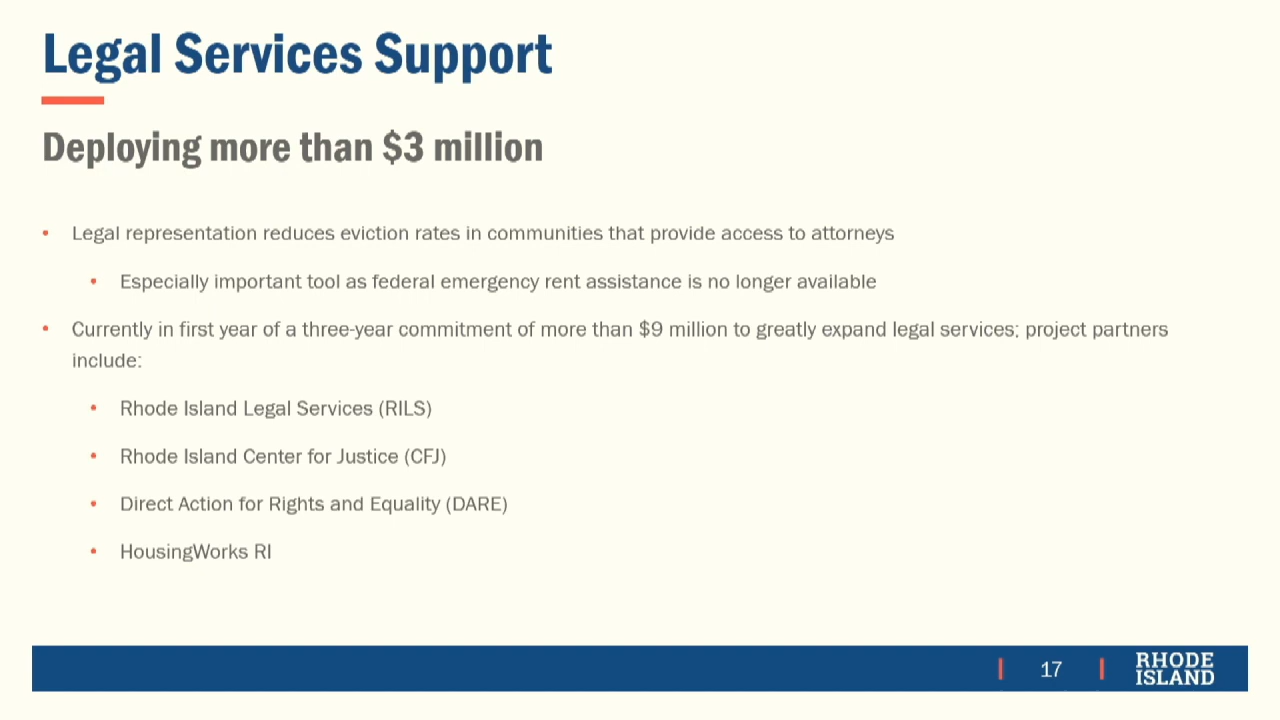 Legal Services Support
Deploying more than $3 million
• Legal representation reduces eviction rates in communities that provide access to attorneys
• Especially important tool as federal emergency rent assistance is no longer available
• Currently in first year of a three-year commitment of more than $9 million to greatly expand legal services; project partners
include:
• Rhode Island Legal Services (RILS)
• Rhode Island Center for Justice (CFJ)
• Direct Action for Rights and Equality (DARE)
• HousingWorks RI
17
RHODE
ISLAND